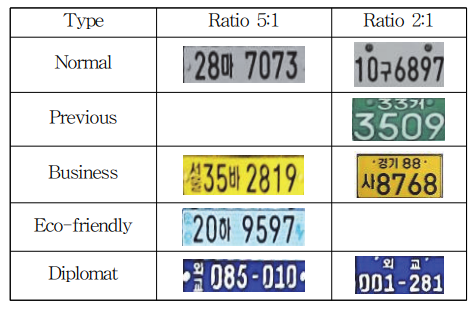 Type Ratio 5:1 Ratio 2:1
Normal
28마 7073
10구6897
Previous
3509
Business
서울35바 2819
경기 88
사8768
Eco-friendly
20하 9597
Diplomat
외교 085-010
외 교
001-281